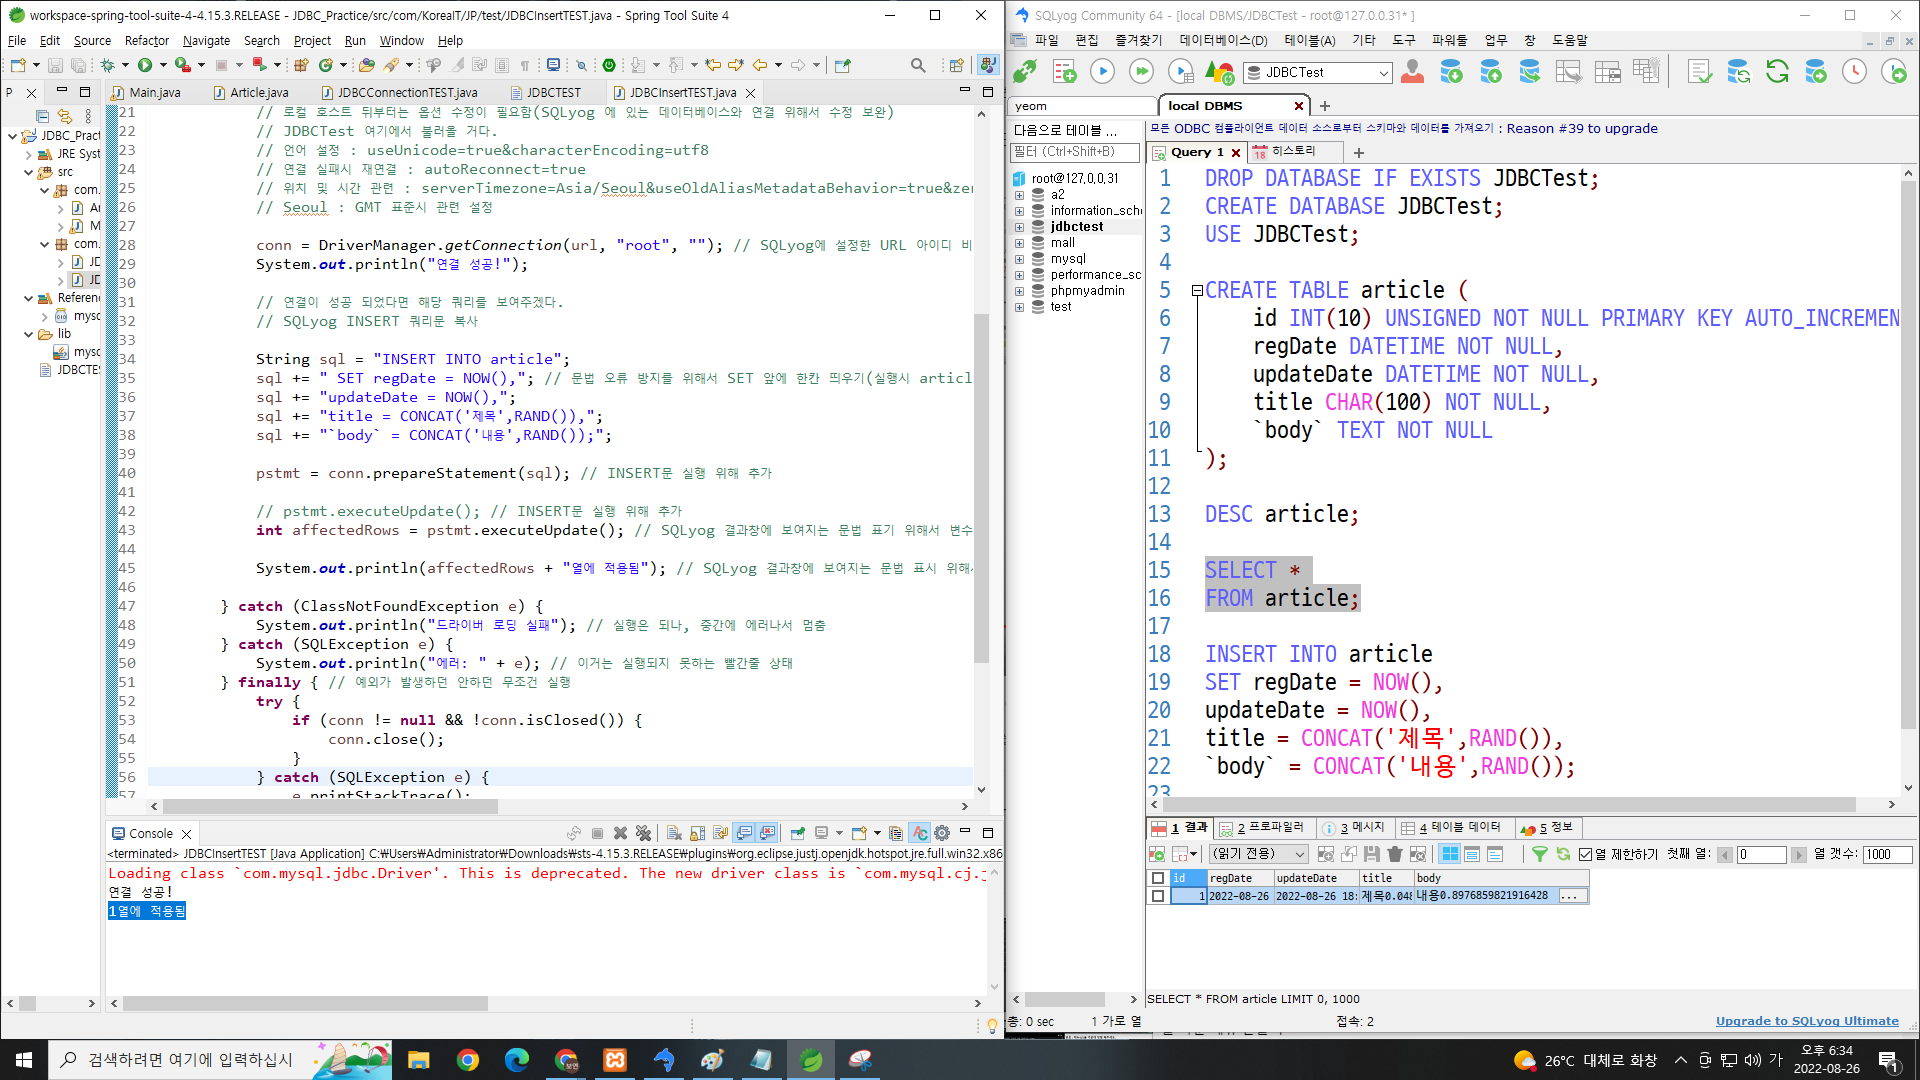 workspace-spring-tool-suite-4-4.15.3.RELEASE - JDBC_Practice/src/com/KoreaIT/JP/test/JDBCInsertTEST.java - Spring Tool Suite 4
File Edit Source Refactor Navigate Search Project Run Window Help
P
Main.java Article.java JDBCConnectionTEST.java JDBCTEST JDBCInsertTEST.java
JDBC_Pract
JRE Syst
src
com.
Ar
M
com.
JD
JD
Referen
mysc
lib
mysc
JDBCTES
21 // 로컬 호스트 뒤부터는 옵션 수정이 필요함(SQLyog 에 있는 데이터베이스와 연결 위해서 수정 보완)
22 // JDBCTest 여기에서 불러올 거다.
23 // 언어 설정 : useUnicode=true&characterEncoding=utf8
24 // 연결 실패시 재연결 : autoReconnect=true
25 // 위치 및 시간 관련 : serverTimezone=Asia/Seoul&useOldAliasMetadataBehavior=true&zer
26 // Seoul : GMT 표준시 관련 설정
27
28 conn = DriverManager.getConnection(url, "root", ""); // SQLyog에 설정한 URL 아이디 비
29 System.out.println("연결 성공!");
30
31 // 연결이 성공 되었다면 해당 쿼리를 보여주겠다.
32 // SQLyog INSERT 쿼리문 복사
33
34 String sql = "INSERT INTO article";
35 sql += " SET regDate = NOW(),"; // 문법 오류 방지를 위해서 SET 앞에 한칸 띄우기(실행시 articl
36 sql += "updateDate = NOW(),";
37 sql += "title = CONCAT('제목',RAND()),";
38 sql += "`body` = CONCAT('내용',RAND());";
39
40 pstmt = conn.prepareStatement(sql); // INSERT문 실행 위해 추가
41
42 // pstmt.executeUpdate(); // INSERT문 실행 위해 추가
43 int affectedRows = pstmt.executeUpdate(); // SQLyog 결과창에 보여지는 문법 표기 위해서 변수
44
45 System.out.println(affectedRows + "열에 적용됨"); // SQLyog 결과창에 보여지는 문법 표시 위해
46
47 } catch (ClassNotFoundException e) {
48 System.out.println("드라이버 로딩 실패"); // 실행은 되나, 중간에 에러나서 멈춤
49 } catch (SQLException e) {
50 System.out.println("에러: " + e); // 이거는 실행되지 못하는 빨간줄 상태
51 } finally { // 예외가 발생하던 안하던 무조건 실행
52 try {
53 if (conn != null && !conn.isClosed()) {
54 conn.close();
55 }
56 } catch (SQLException e) {
57 e.printStackTrace();
Console
<terminated> JDBCInsertTEST [Java Application] C:₩Users₩Administrator₩Downloads₩sts-4.15.3.RELEASE₩plugins₩org.eclipse.justj.openjdk.hotspot.jre.full.win32.x86
Loading class `com.mysql.jdbc.Driver'. This is deprecated. The new driver class is `com.mysql.cj.j
연결 성공!
1열에 적용됨
SQLyog Community 64 - [local DBMS/JDBCTest - root@127.0.0.31* ]
파일 편집 즐겨찾기 데이터베이스(D) 테이블(A) 기타 도구 파워툴 업무 창 도움말
JDBCTest
yeom local DBMS
다음으로 테이블 ...
필터 (Ctrl+Shift+B)
root@127.0.0.31
a2
information_sche
jdbctest
mall
mysql
performance_sc
phpmyadmin
test
모든 ODBC 컴플라이언트 데이터 소스로부터 스키마와 데이터를 가져오기 : Reason #39 to upgrade
Query 1 18 히스토리
1 DROP DATABASE IF EXISTS JDBCTest;
2 CREATE DATABASE JDBCTest;
3 USE JDBCTest;
4
5 CREATE TABLE article (
6 id INT(10) UNSIGNED NOT NULL PRIMARY KEY AUTO_INCREMEN
7 regDate DATETIME NOT NULL,
8 updateDate DATETIME NOT NULL,
9 title CHAR(100) NOT NULL,
10 `body` TEXT NOT NULL
11 );
12
13 DESC article;
14
15 SELECT *
16 FROM article;
17
18 INSERT INTO article
19 SET regDate = NOW(),
20 updateDate = NOW(),
21 title = CONCAT('제목',RAND()),
22 `body` = CONCAT('내용',RAND());
23
1 결과 2 프로파일러 3 메시지 4 테이블 데이터 5 정보
(읽기 전용) 열 제한하기 첫째 열: 0 열 갯수: 1000
id regDate updateDate title body
1 2022-08-26 2022-08-26 18: 제목0.048 내용0.8976859821916428 ...
SELECT * FROM article LIMIT 0, 1000
총: 0 sec 1 가로 열 접속: 2 Upgrade to SQLyog Ultimate
검색하려면 여기에 입력하십시
26°C 대체로 화창 가 오후 6:34
2022-08-26
1